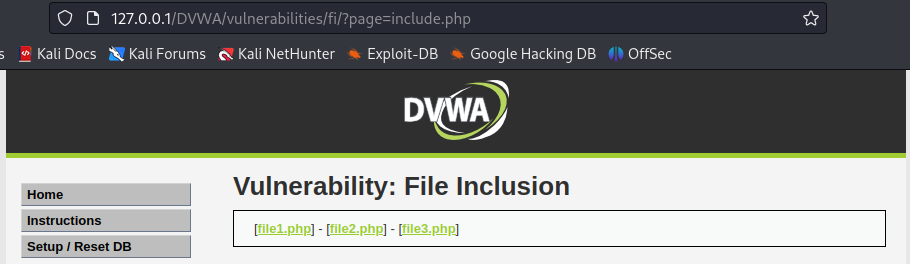 127.0.0.1/DVWA/vulnerabilities/fi/?page=include.php
s Kali Docs Kali Forums Kali NetHunter Exploit-DB Google Hacking DB OffSec
DVWA
Vulnerability: File Inclusion
Home
Instructions
Setup / Reset DB
[file1.php] - [file2.php] - [file3.php]